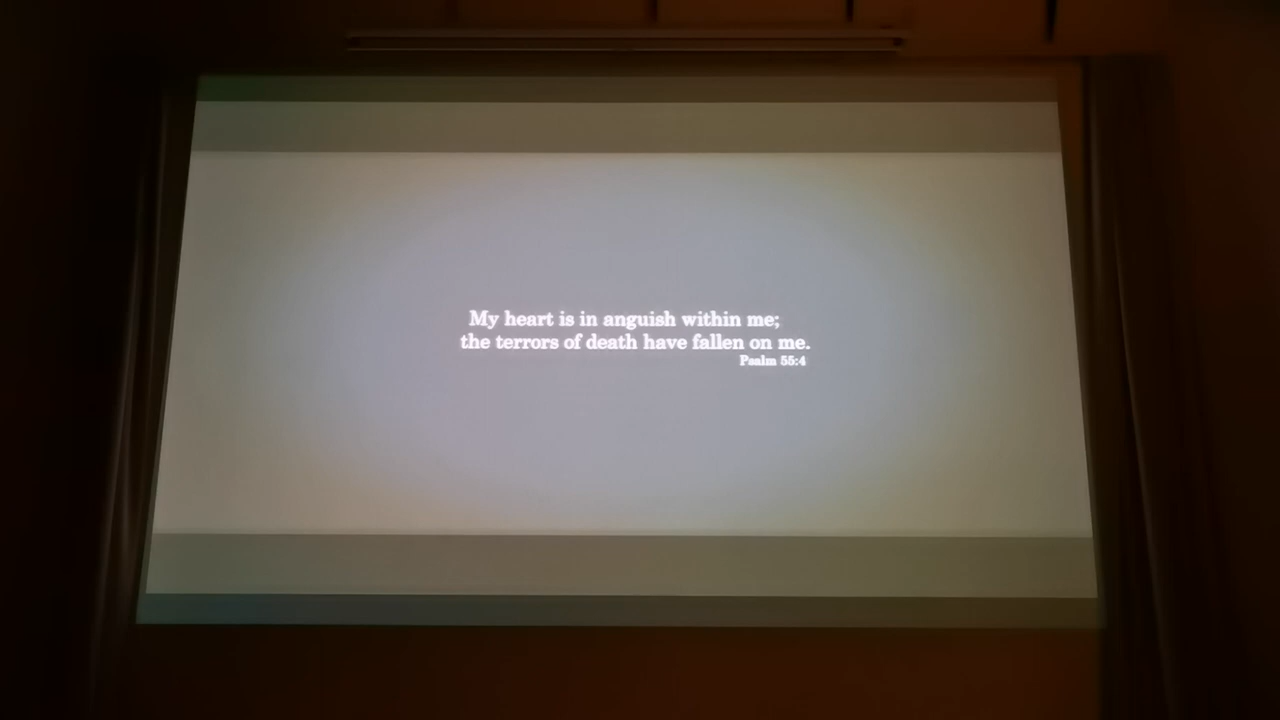 My heart is in anguish within me;
the terrors of death have fallen on me.
Psalm 55:4